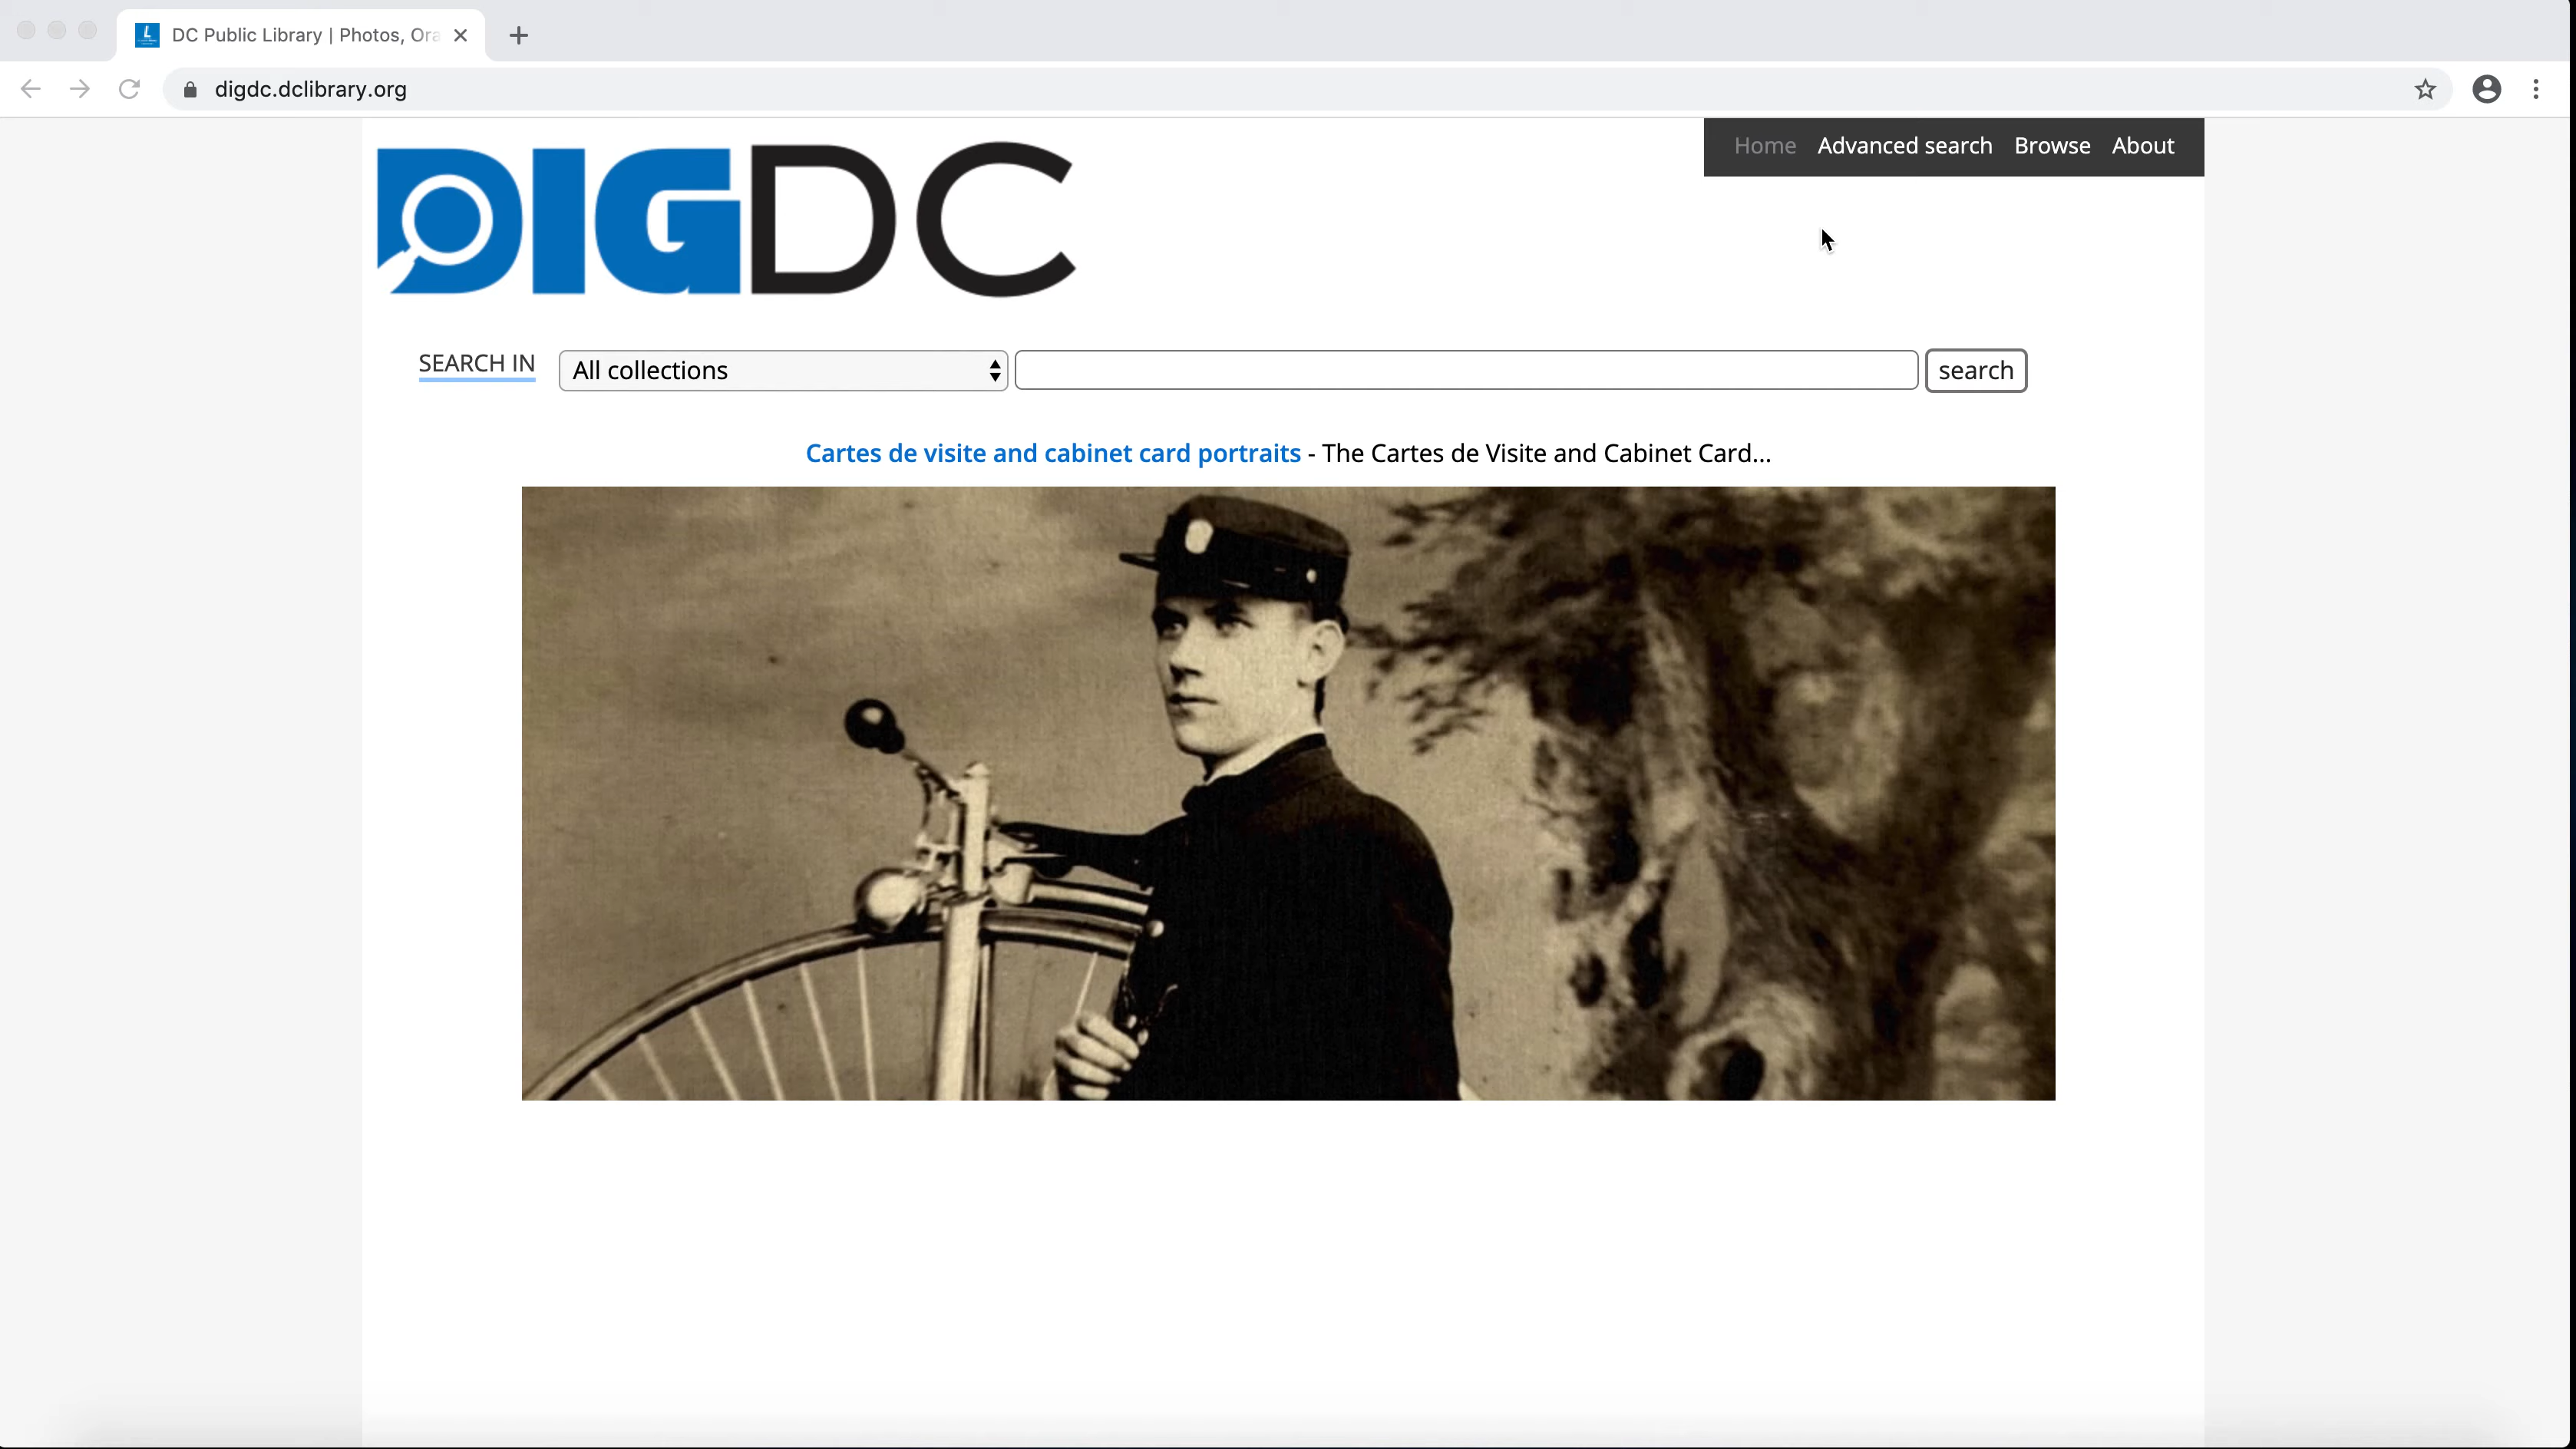 DC Public Library | Photos, Ora
digdc.dclibrary.org
Home Advanced search Browse About
DIGDC
SEARCH IN All collections search
Cartes de visite and cabinet card portraits - The Cartes de Visite and Cabinet Card...